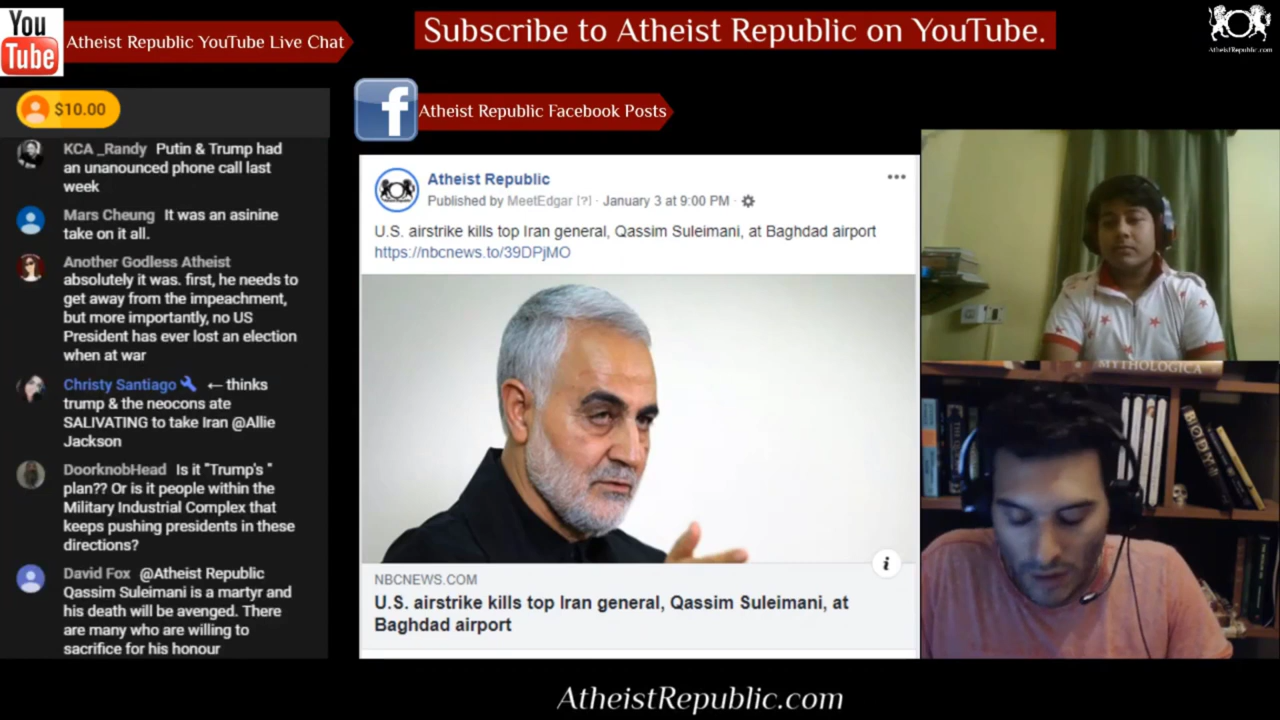 You
Tube
Atheist Republic YouTube Live Chat
Subscribe to Atheist Republic on YouTube.
AtheistRepublic.com
$10.00
KCA _Randy Putin & Trump had
an unanounced phone call last
week
Mars Cheung It was an asinine
take on it all.
Another Godless Atheist
absolutely it was. first, he needs to
get away from the impeachment,
but more importantly, no US
President has ever lost an election
when at war
Christy Santiago ←thinks
trump & the neocons ate
SALIVATING to take Iran @Allie
Jackson
DoorknobHead Is it "Trump's "
plan?? Or is it people within the
Military Industrial Complex that
keeps pushing presidents in these
directions?
David Fox @Atheist Republic
Qassim Suleimani is a martyr and
his death will be avenged. There
are many who are willing to
sacrifice for his honour
f
Atheist Republic Facebook Posts
Atheist Republic
Published by MeetEdgar [?] · January 3 at 9:00 PM ·
U.S. airstrike kills top Iran general, Qassim Suleimani, at Baghdad airport
https://nbcnews.to/39DPjMO
i
NBCNEWS.COM
U.S. airstrike kills top Iran general, Qassim Suleimani, at
Baghdad airport
MYTHOLOGICA
BODY
AtheistRepublic.com